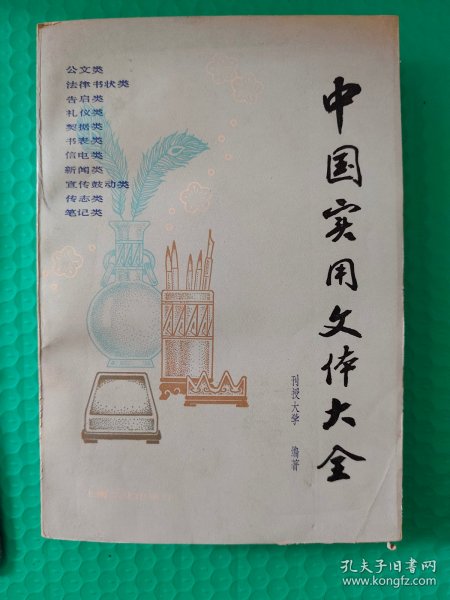 公文类
法律书状类
告启类
礼仪类
契据类
书表类
信电类
新闻类
宣传鼓动类
传志类
笔记类
中国实用文体大全
刊授大学 编著
孔夫子旧书网
www.kongfz.com